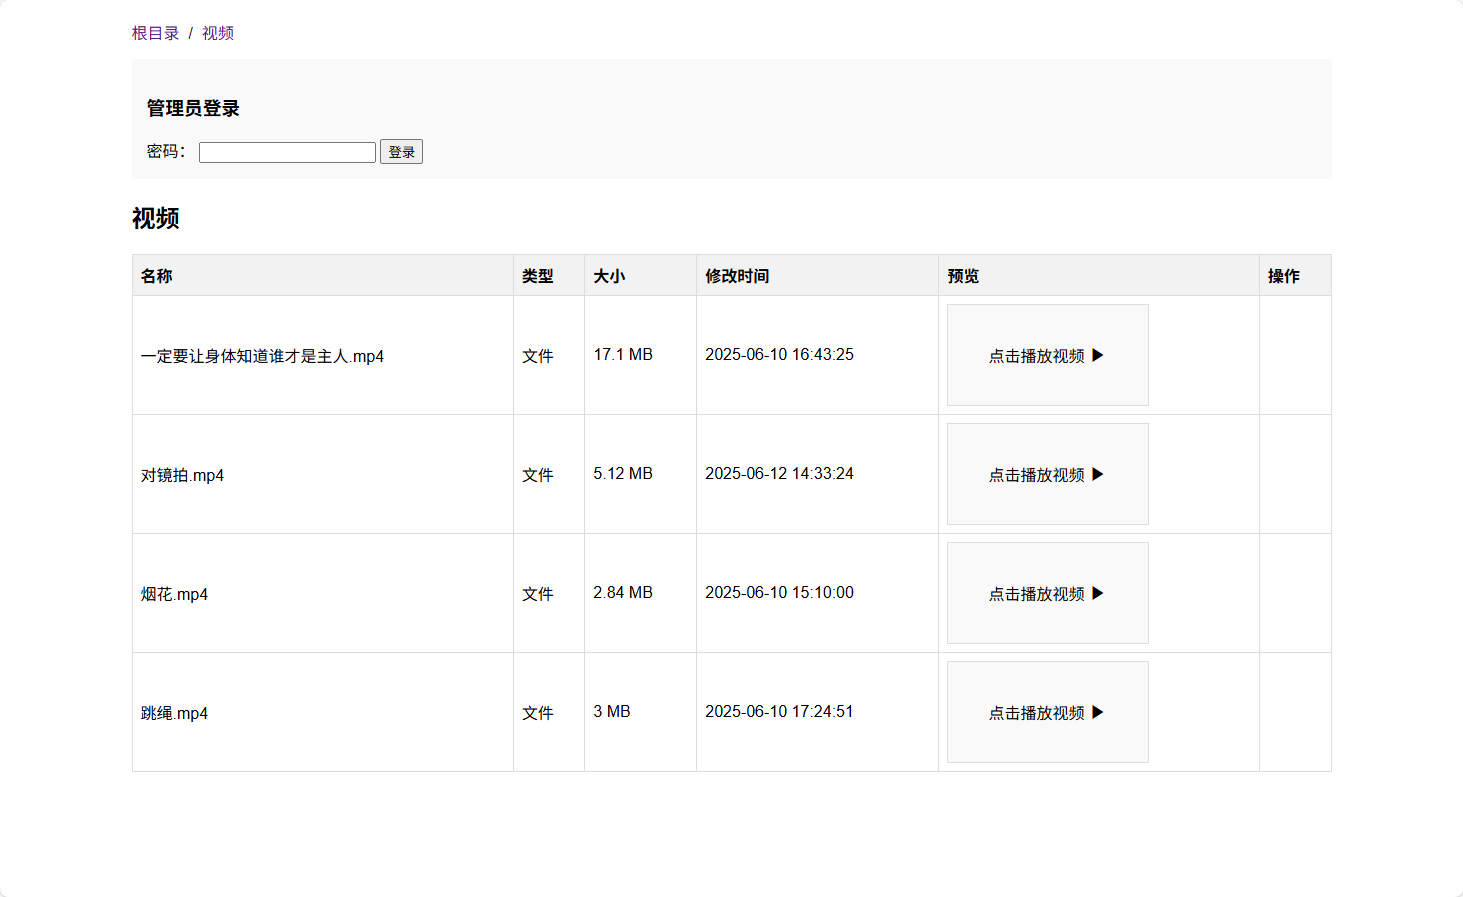 根目录 / 视频
管理员登录
密码： 登录
视频
名称 类型 大小 修改时间 预览 操作
一定要让身体知道谁才是主人.mp4 文件 17.1 MB 2025-06-10 16:43:25 点击播放视频 ▶
对镜拍.mp4 文件 5.12 MB 2025-06-12 14:33:24 点击播放视频 ▶
烟花.mp4 文件 2.84 MB 2025-06-10 15:10:00 点击播放视频 ▶
跳绳.mp4 文件 3 MB 2025-06-10 17:24:51 点击播放视频 ▶